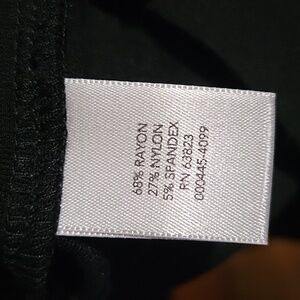 68% RAYON
27% NYLON
5% SPANDEX
RN 63823
000445-4099